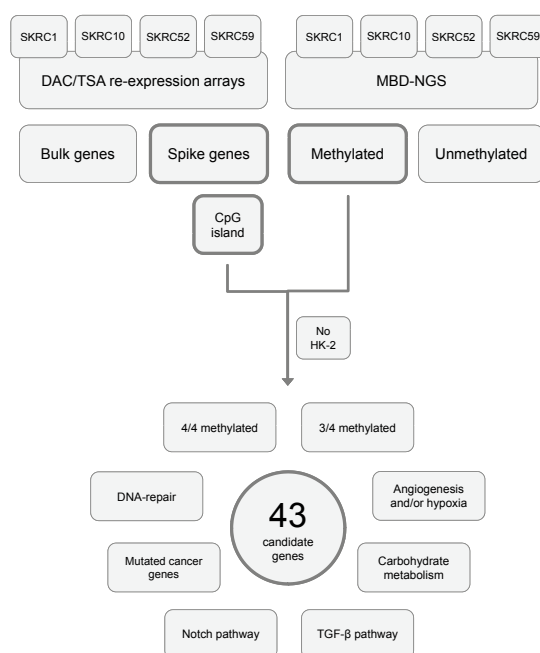 SKRC1 SKRC10 SKRC52 SKRC59 SKRC1 SKRC10 SKRC52 SKRC59
DAC/TSA re-expression arrays MBD-NGS
Bulk genes Spike genes Methylated Unmethylated
CpG
island
No
HK-2
4/4 methylated 3/4 methylated
DNA-repair
Angiogenesis
and/or hypoxia
43
candidate
genes
Mutated cancer
genes
Carbohydrate
metabolism
Notch pathway TGF-β pathway